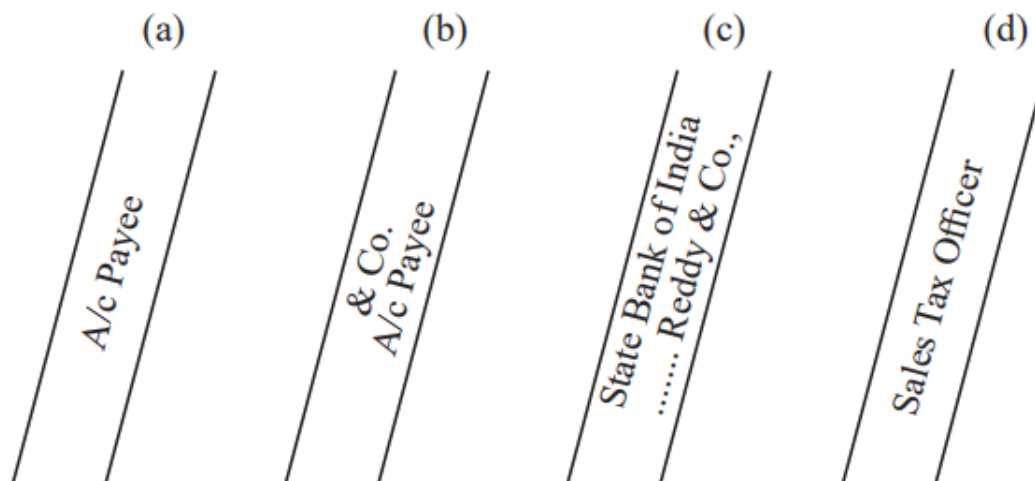 (a)
(b)
(c)
(d)
A/c Payee
& Co.
A/c Payee
State Bank of India
....... Reddy & Co.,
Sales Tax Officer